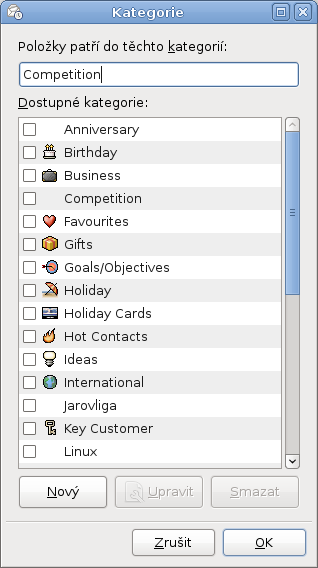 Kategorie
Položky patří do těchto kategorií:
Competition
Dostupné kategorie:
Anniversary
Birthday
Business
Competition
Favourites
Gifts
Goals/Objectives
Holiday
Holiday Cards
Hot Contacts
Ideas
International
Jarovliga
Key Customer
Linux
Nový Upravit Smazat
Zrušit OK